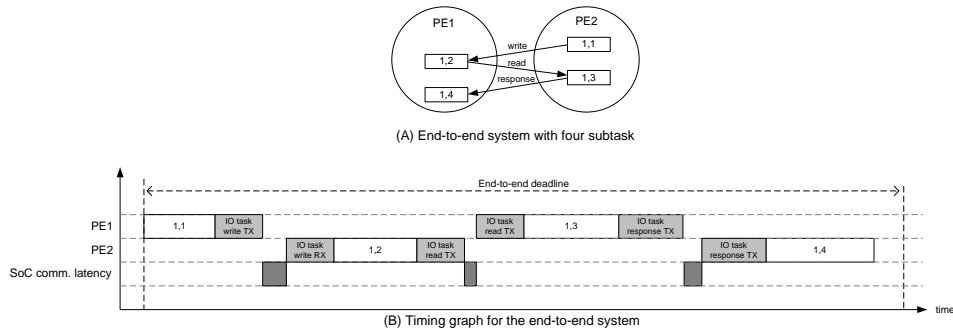 PE1
PE2
write
1,1
1,2
read
1,3
response
1,4
(A) End-to-end system with four subtask
End-to-end deadline
PE1
1,1
IO task
write TX
IO task
read TX
1,3
IO task
response TX
PE2
IO task
write RX
1,2
IO task
read TX
IO task
response TX
1,4
SoC comm. latency
time
(B) Timing graph for the end-to-end system